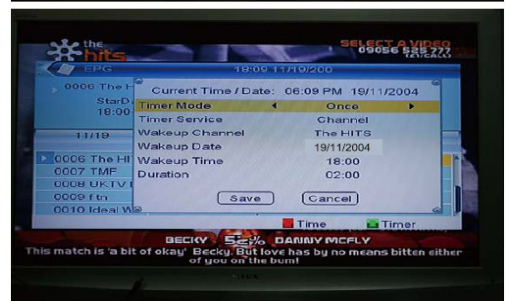 the
hits
SELECT A VIDEO
09056 525 777
EPG 18:09 11/19/200
0006 The H
StarD
18:00
Current Time / Date: 06:09 PM 19/11/2004
Timer Mode Once
Timer Service Channel
Wakeup Channel The HITS
Wakeup Date 19/11/2004
Wakeup Time 18:00
Duration 02:00
Save Cancel
11/19
0006 The HI
0007 TMF
0008 UKTV
0009 ftn
0010 Ideal W
Time Timer
BECKY 52% DANNY MCFLY
This match is 'a bit of okay' Becky. But love has by no means bitten either
of you on the bum!